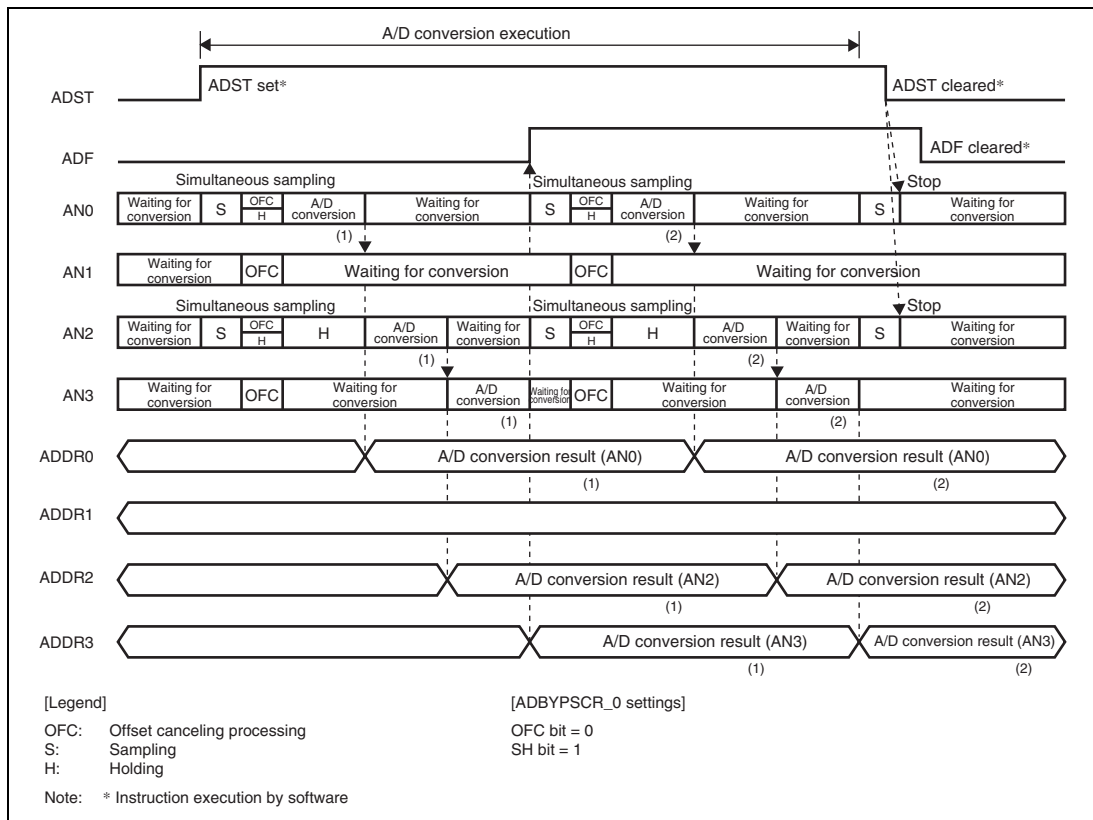 A/D conversion execution
ADST ADST set* ADST cleared*
ADF ADF cleared*
Simultaneous sampling Simultaneous sampling Stop
AN0 Waiting for conversion S OFC H A/D conversion Waiting for conversion S OFC H A/D conversion Waiting for conversion S Waiting for conversion
(1) (2)
AN1 Waiting for conversion OFC Waiting for conversion OFC Waiting for conversion
Simultaneous sampling Simultaneous sampling Stop
AN2 Waiting for conversion S OFC H H A/D conversion Waiting for conversion S OFC H H A/D conversion Waiting for conversion S Waiting for conversion
(1) (2)
AN3 Waiting for conversion OFC Waiting for conversion A/D conversion Waiting for conversion OFC Waiting for conversion A/D conversion Waiting for conversion
(1) (2)
ADDR0 A/D conversion result (AN0) A/D conversion result (AN0)
(1) (2)
ADDR1
ADDR2 A/D conversion result (AN2) A/D conversion result (AN2)
(1) (2)
ADDR3 A/D conversion result (AN3) A/D conversion result (AN3)
(1) (2)
[Legend] [ADBYPSCR_0 settings]
OFC: Offset canceling processing OFC bit = 0
S: Sampling SH bit = 1
H: Holding
Note: * Instruction execution by software